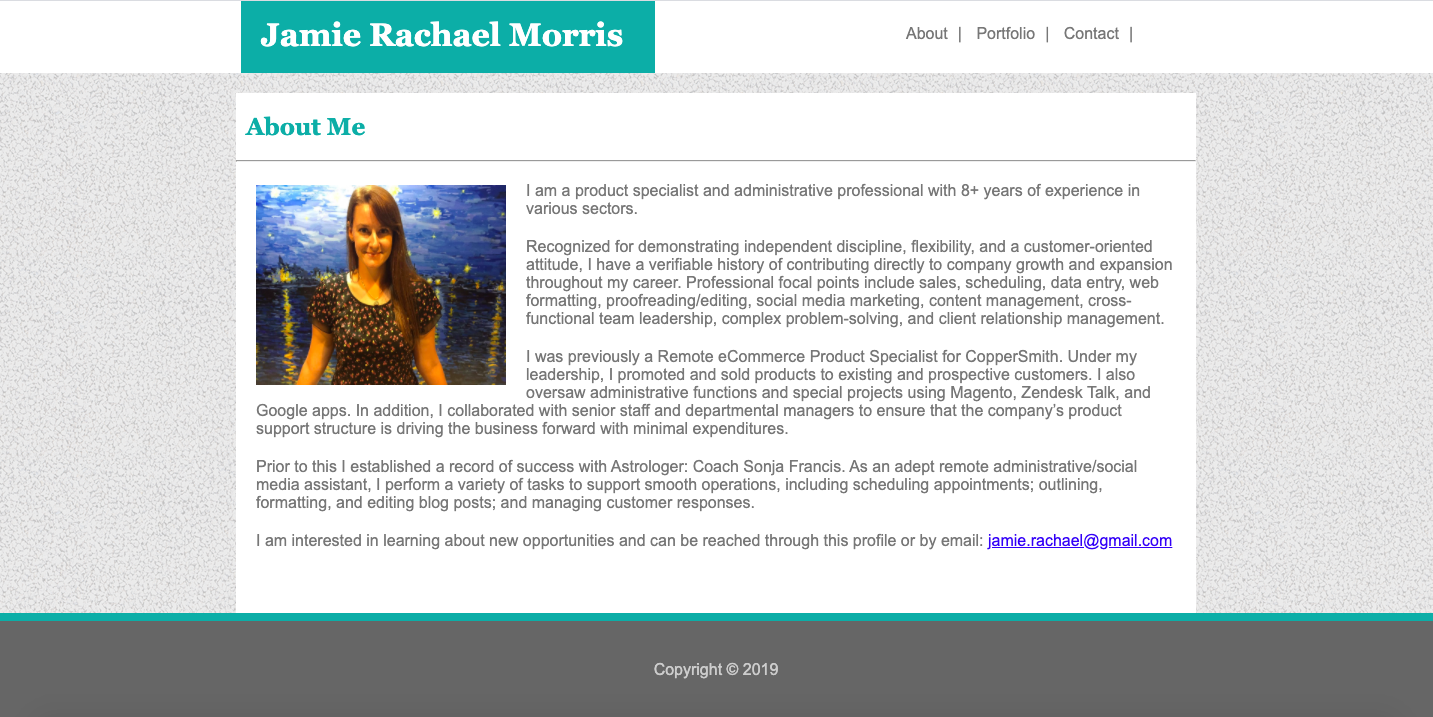 Jamie Rachael Morris
About | Portfolio | Contact |
About Me
I am a product specialist and administrative professional with 8+ years of experience in
various sectors.
Recognized for demonstrating independent discipline, flexibility, and a customer-oriented
attitude, I have a verifiable history of contributing directly to company growth and expansion
throughout my career. Professional focal points include sales, scheduling, data entry, web
formatting, proofreading/editing, social media marketing, content management, cross-
functional team leadership, complex problem-solving, and client relationship management.
I was previously a Remote eCommerce Product Specialist for CopperSmith. Under my
leadership, I promoted and sold products to existing and prospective customers. I also
oversaw administrative functions and special projects using Magento, Zendesk Talk, and
Google apps. In addition, I collaborated with senior staff and departmental managers to ensure that the company’s product
support structure is driving the business forward with minimal expenditures.
Prior to this I established a record of success with Astrologer: Coach Sonja Francis. As an adept remote administrative/social
media assistant, I perform a variety of tasks to support smooth operations, including scheduling appointments; outlining,
formatting, and editing blog posts; and managing customer responses.
I am interested in learning about new opportunities and can be reached through this profile or by email: jamie.rachael@gmail.com
Copyright © 2019